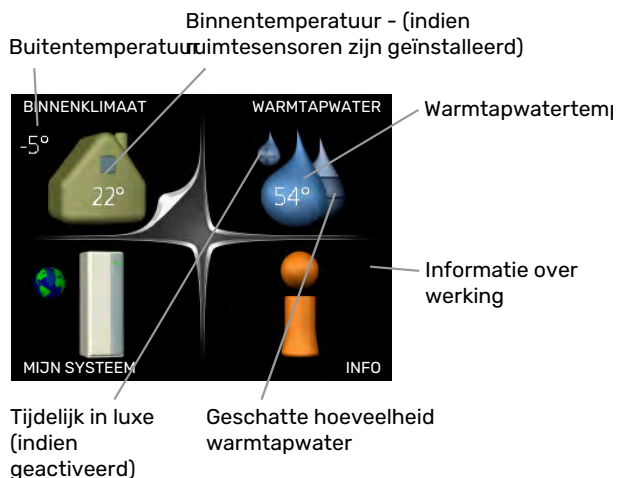 Binnentemperatuur - (indien
ruimtesensoren zijn geïnstalleerd)
Buitentemperatuur
BINNENKLIMAAT
WARMTAPWATER
-5°
22°
54°
Informatie over
werking
MIJN SYSTEEM
INFO
Tijdelijk in luxe
(indien
geactiveerd)
Geschatte hoeveelheid
warmtapwater